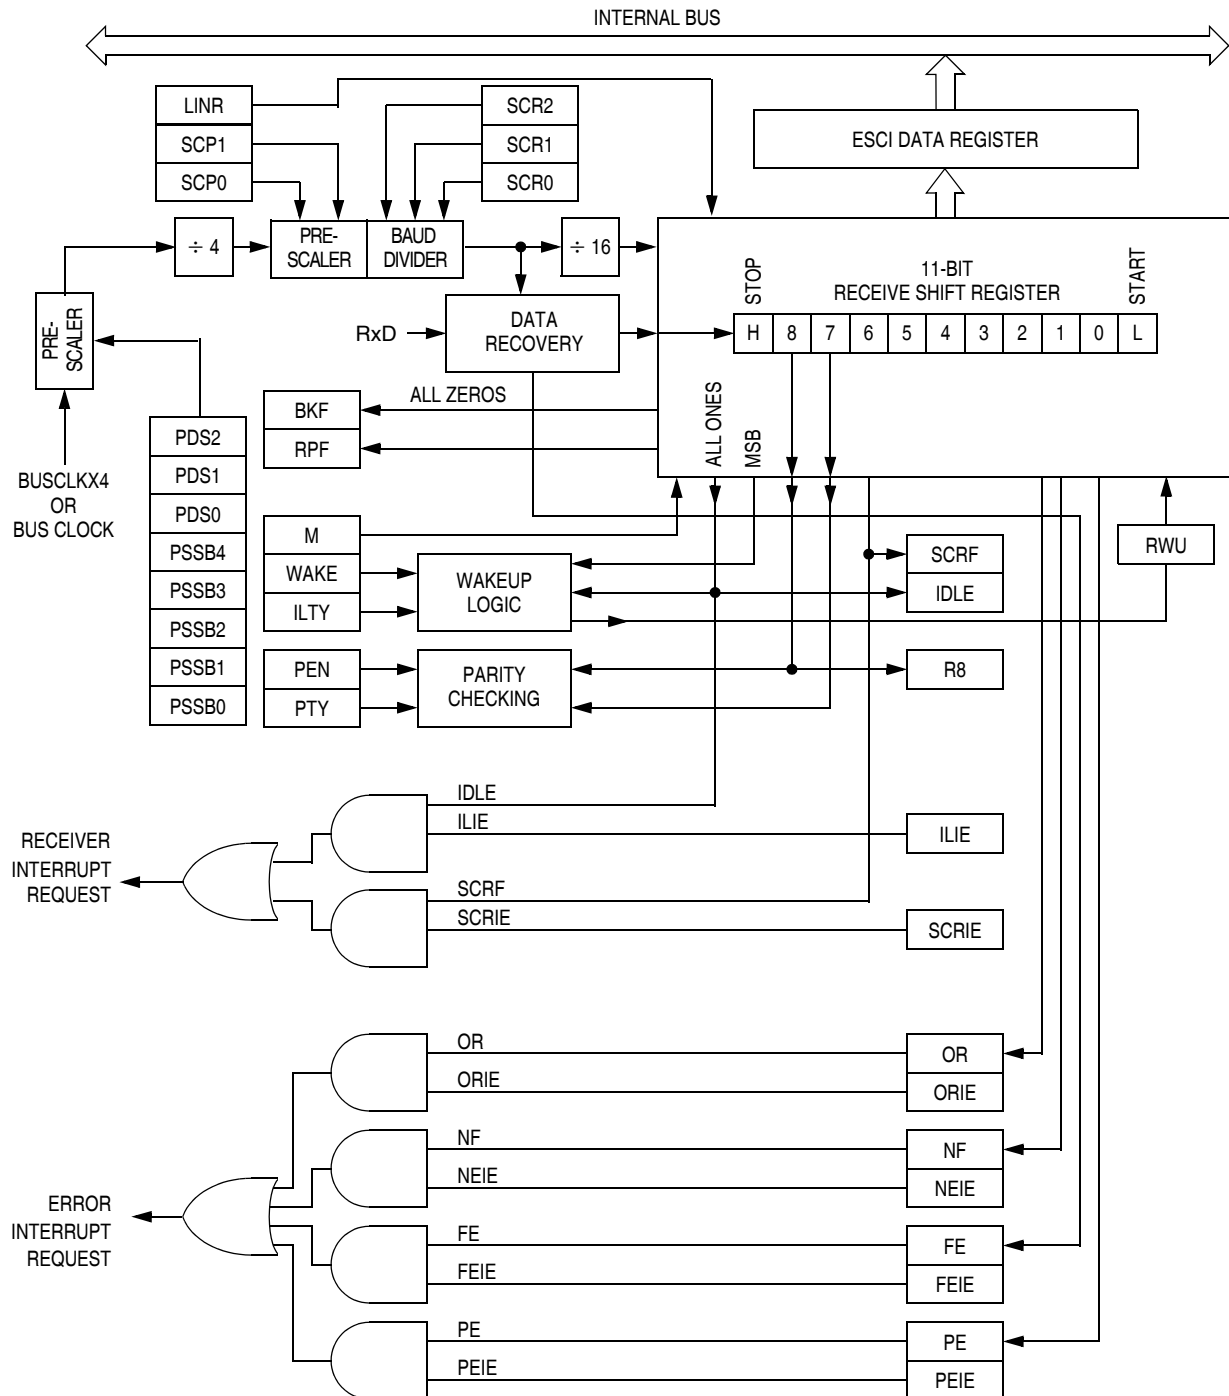 INTERNAL BUS
LINR
SCP1
SCP0
SCR2
SCR1
SCR0
ESCI DATA REGISTER
÷ 4
PRE-
SCALER
BAUD
DIVIDER
÷ 16
PRE-
SCALER
BUSCLKX4
OR
BUS CLOCK
RxD
DATA
RECOVERY
STOP
11-BIT
RECEIVE SHIFT REGISTER
START
H 8 7 6 5 4 3 2 1 0 L
ALL ZEROS
BKF
RPF
ALL ONES
MSB
PDS2
PDS1
PDS0
PSSB4
PSSB3
PSSB2
PSSB1
PSSB0
M
WAKE
ILTY
WAKEUP
LOGIC
SCRF
IDLE
RWU
PEN
PTY
PARITY
CHECKING
R8
RECEIVER
INTERRUPT
REQUEST
IDLE
ILIE
ILIE
SCRF
SCRIE
SCRIE
ERROR
INTERRUPT
REQUEST
OR
ORIE
OR
ORIE
NF
NEIE
NF
NEIE
FE
FEIE
FE
FEIE
PE
PEIE
PE
PEIE